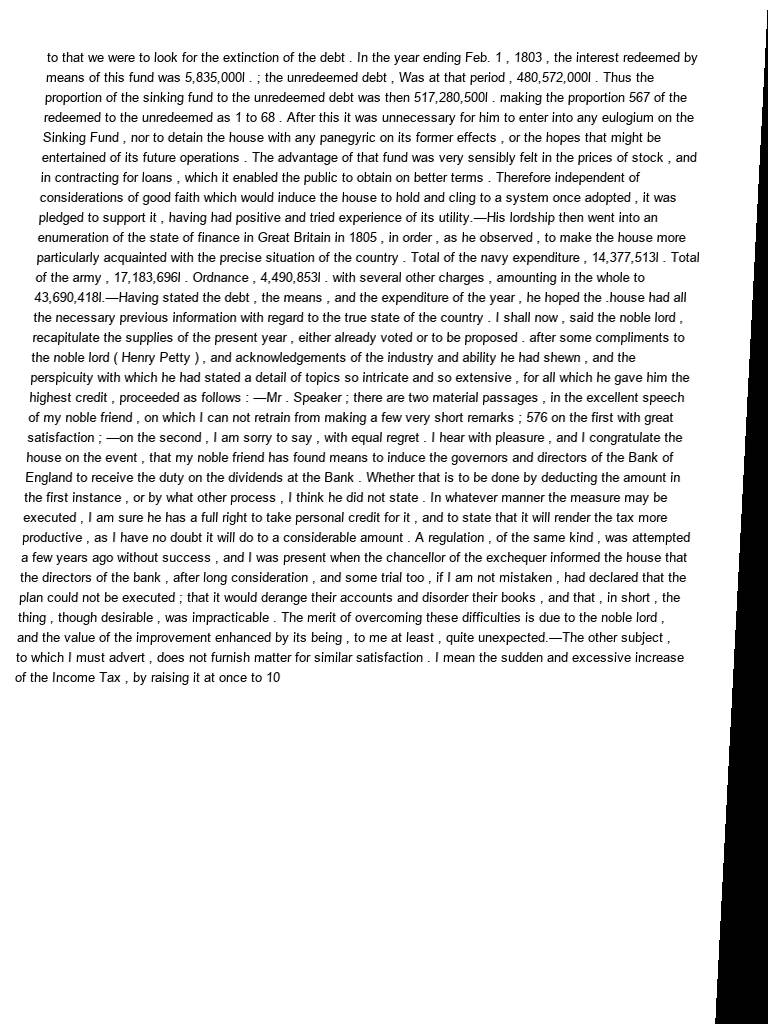 to that we were to look for the extinction of the debt . In the year ending Feb. 1 , 1803 , the interest redeemed by
means of this fund was 5,835,000l . ; the unredeemed debt , Was at that period , 480,572,000l . Thus the
proportion of the sinking fund to the unredeemed debt was then 517,280,500l . making the proportion 567 of the
redeemed to the unredeemed as 1 to 68 . After this it was unnecessary for him to enter into any eulogium on the
Sinking Fund , nor to detain the house with any panegyric on its former effects , or the hopes that might be
entertained of its future operations . The advantage of that fund was very sensibly felt in the prices of stock , and
in contracting for loans , which it enabled the public to obtain on better terms . Therefore independent of
considerations of good faith which would induce the house to hold and cling to a system once adopted , it was
pledged to support it , having had positive and tried experience of its utility.—His lordship then went into an
enumeration of the state of finance in Great Britain in 1805 , in order , as he observed , to make the house more
particularly acquainted with the precise situation of the country . Total of the navy expenditure , 14,377,513l . Total
of the army , 17,183,696l . Ordnance , 4,490,853l . with several other charges , amounting in the whole to
43,690,418l.—Having stated the debt , the means , and the expenditure of the year , he hoped the .house had all
the necessary previous information with regard to the true state of the country . I shall now , said the noble lord ,
recapitulate the supplies of the present year , either already voted or to be proposed . after some compliments to
the noble lord ( Henry Petty ) , and acknowledgements of the industry and ability he had shewn , and the
perspicuity with which he had stated a detail of topics so intricate and so extensive , for all which he gave him the
highest credit , proceeded as follows : —Mr . Speaker ; there are two material passages , in the excellent speech
of my noble friend , on which I can not retrain from making a few very short remarks ; 576 on the first with great
satisfaction ; —on the second , I am sorry to say , with equal regret . I hear with pleasure , and I congratulate the
house on the event , that my noble friend has found means to induce the governors and directors of the Bank of
England to receive the duty on the dividends at the Bank . Whether that is to be done by deducting the amount in
the first instance , or by what other process , I think he did not state . In whatever manner the measure may be
executed , I am sure he has a full right to take personal credit for it , and to state that it will render the tax more
productive , as I have no doubt it will do to a considerable amount . A regulation , of the same kind , was attempted
a few years ago without success , and I was present when the chancellor of the exchequer informed the house that
the directors of the bank , after long consideration , and some trial too , if I am not mistaken , had declared that the
plan could not be executed ; that it would derange their accounts and disorder their books , and that , in short , the
thing , though desirable , was impracticable . The merit of overcoming these difficulties is due to the noble lord ,
and the value of the improvement enhanced by its being , to me at least , quite unexpected.—The other subject ,
to which I must advert , does not furnish matter for similar satisfaction . I mean the sudden and excessive increase
of the Income Tax , by raising it at once to 10